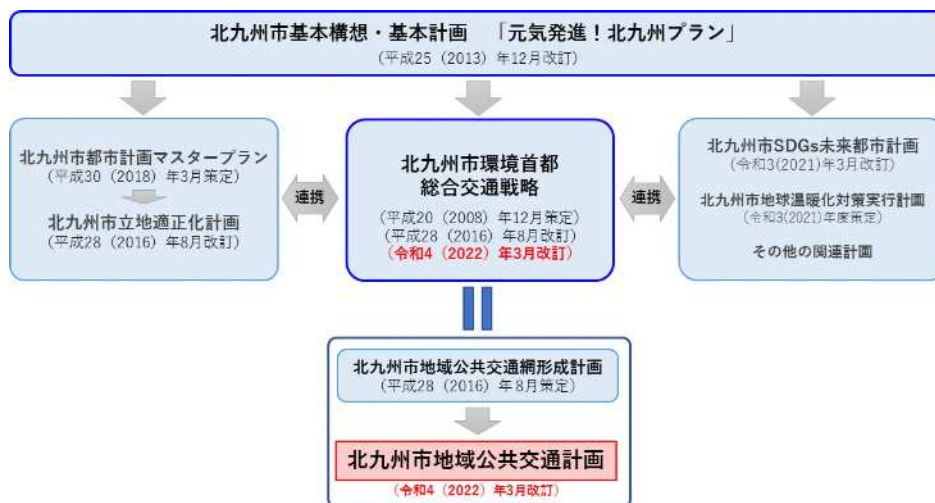 北九州市基本構想・基本計画　「元気発進！北九州プラン」
（平成25（2013）年12月改訂）
北九州市都市計画マスタープラン
（平成30（2018）年3月策定）
北九州市立地適正化計画
（平成28（2016）年8月改訂）
連携
北九州市環境首都
総合交通戦略
（平成20（2008）年12月策定）
（平成28（2016）年8月改訂）
（令和4（2022）年3月改訂）
連携
北九州市SDGs未来都市計画
（令和3(2021)年3月改訂）
北九州市地球温暖化対策実行計画
（令和3(2021)年度策定）
その他の関連計画
北九州市地域公共交通網形成計画
（平成28（2016）年8月策定）
北九州市地域公共交通計画
（令和4（2022）年3月改訂）